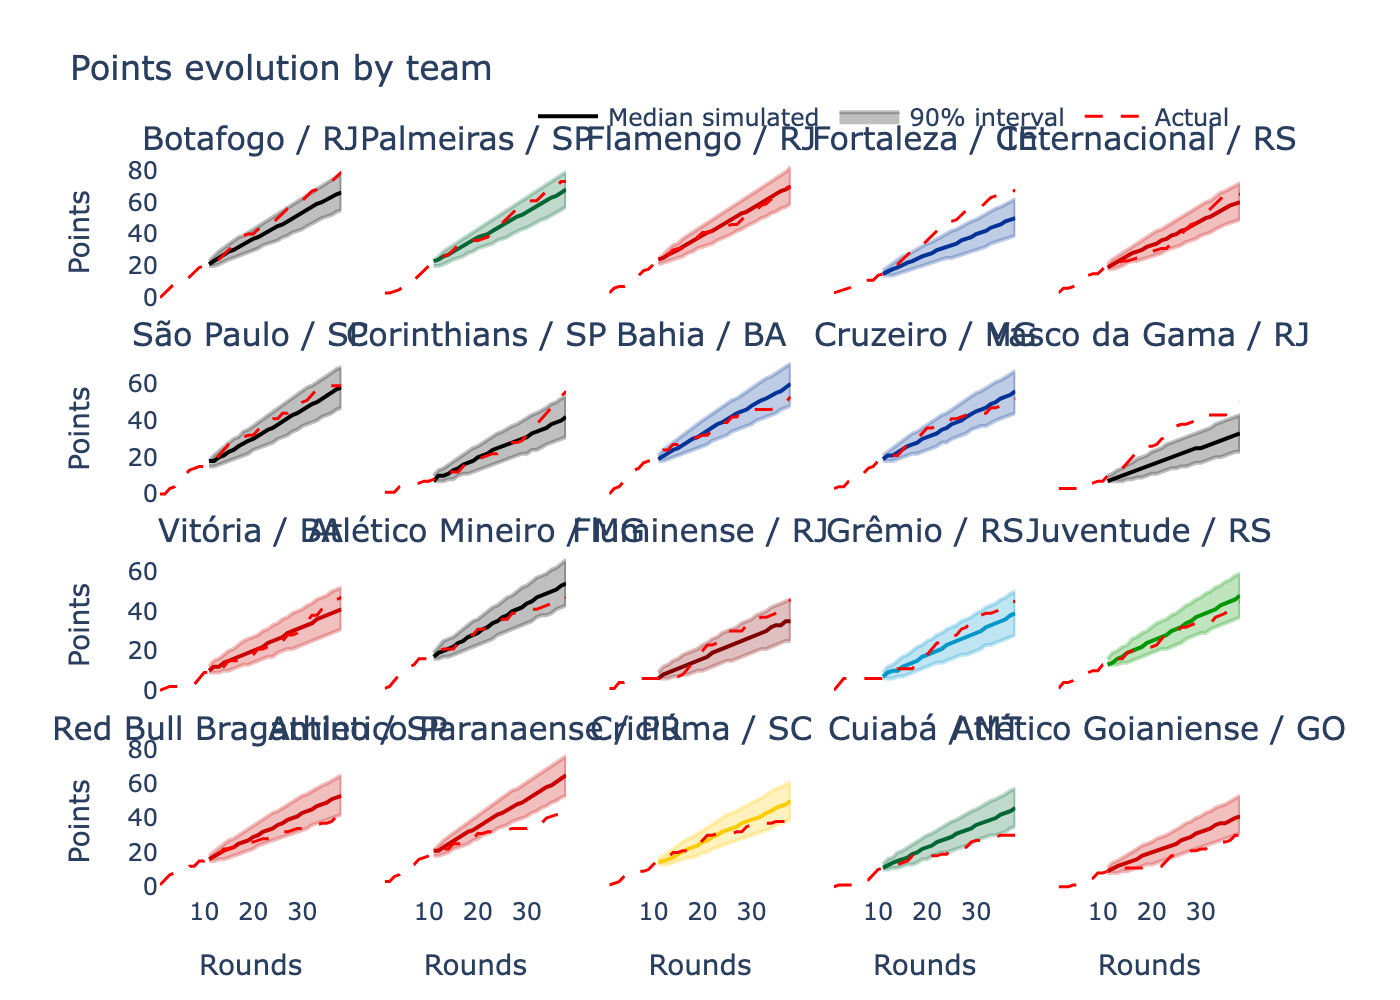 Points evolution by team
Median simulated 90% interval Actual
Botafogo / RJ Palmeiras / SP Flamengo / RJ Fortaleza / CE Internacional / RS
80
60
40
20
0
Points
São Paulo / SP Corinthians / SP Bahia / BA Cruzeiro / MG Vasco da Gama / RJ
60
40
20
0
Points
Vitória / BA Atlético Mineiro / MG Fluminense / RJ Grêmio / RS Juventude / RS
60
40
20
0
Points
Red Bull Bragantino / SP Athletico Paranaense / PR Criciúma / SC Cuiabá / MT Atlético Goianiense / GO
80
60
40
20
0
Points
10 20 30 10 20 30 10 20 30 10 20 30 10 20 30
Rounds Rounds Rounds Rounds Rounds